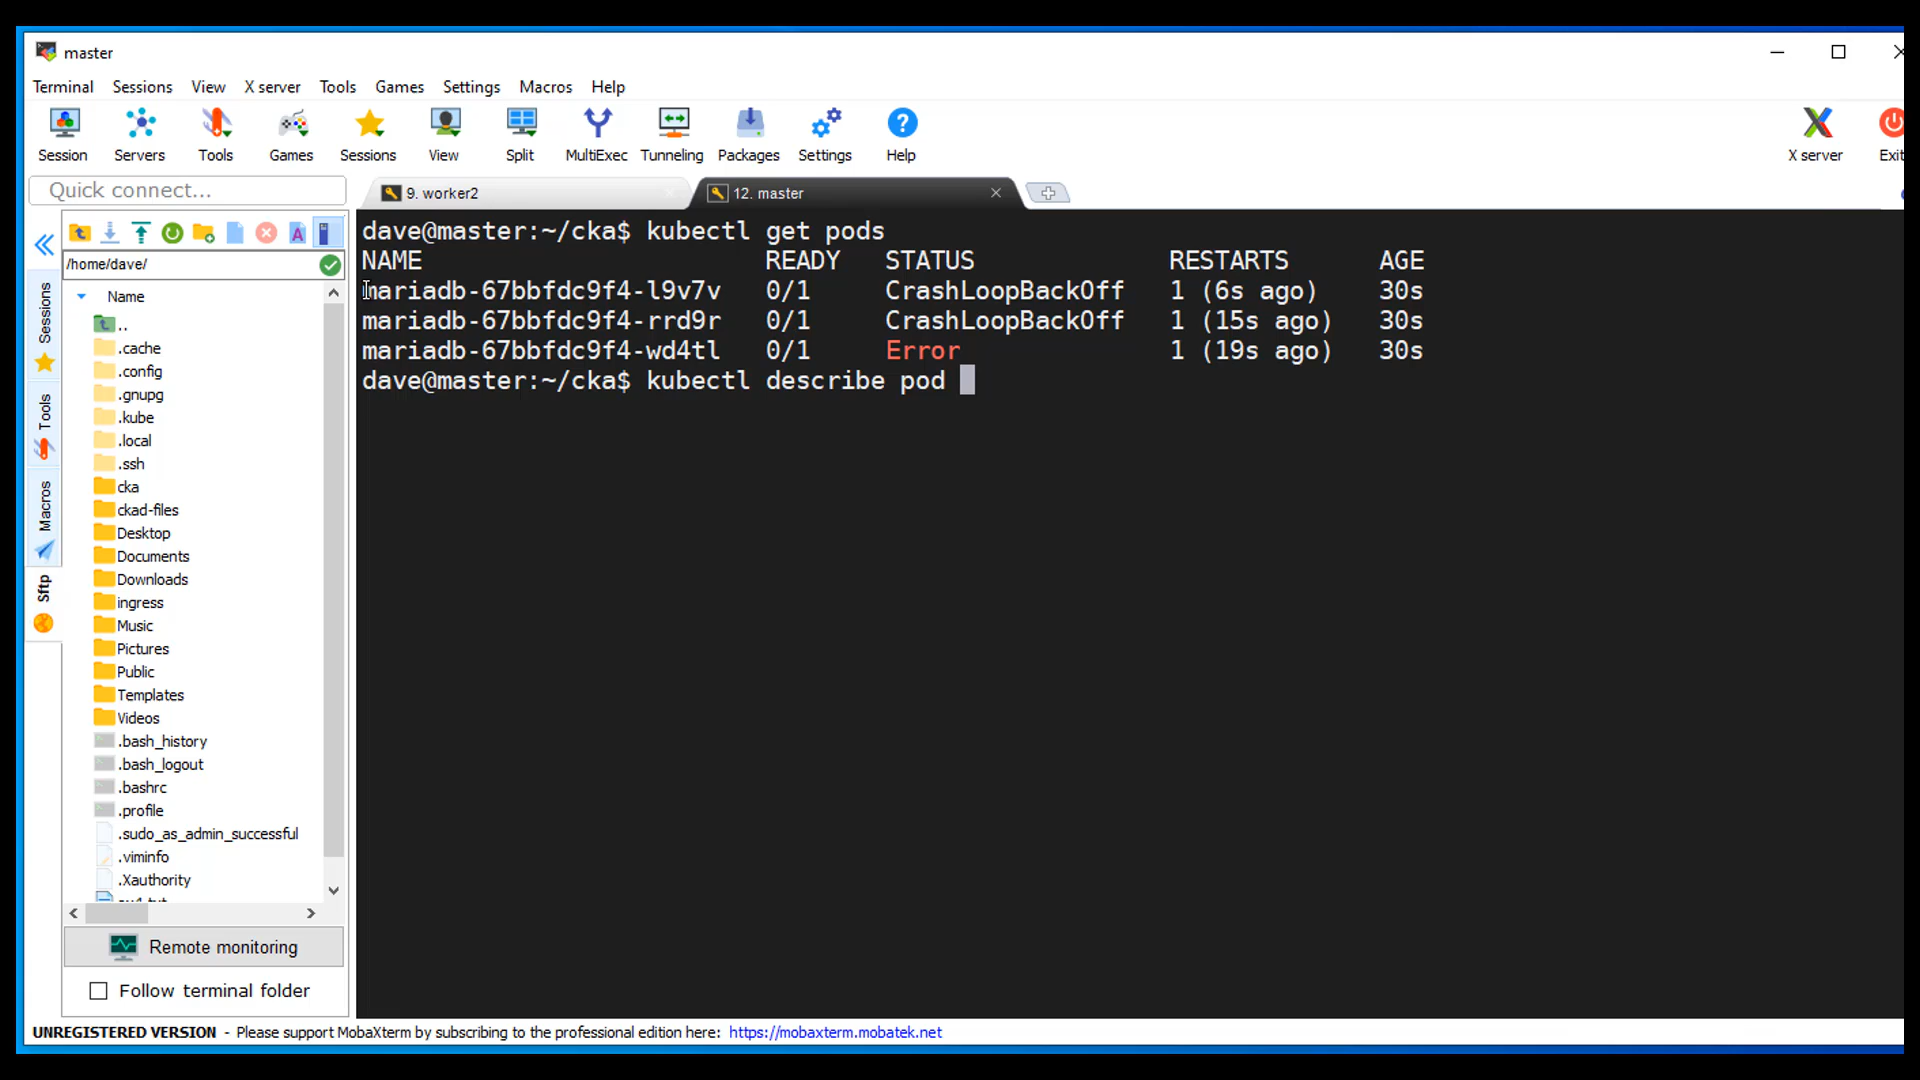 master
Terminal Sessions View X server Tools Games Settings Macros Help
Session Servers Tools Games Sessions View Split MultiExec Tunneling Packages Settings Help X server Exit
Quick connect...
9. worker2
12. master
/home/dave/
Name
..
.cache
.config
.gnupg
.kube
.local
.ssh
cka
ckad-files
Desktop
Documents
Downloads
ingress
Music
Pictures
Public
Templates
Videos
.bash_history
.bash_logout
.bashrc
.profile
.sudo_as_admin_successful
.viminfo
.Xauthority
Sessions
Tools
Macros
Sftp
Remote monitoring
Follow terminal folder
dave@master:~/cka$ kubectl get pods
NAME READY STATUS RESTARTS AGE
mariadb-67bbfdc9f4-l9v7v 0/1 CrashLoopBackOff 1 (6s ago) 30s
mariadb-67bbfdc9f4-rrd9r 0/1 CrashLoopBackOff 1 (15s ago) 30s
mariadb-67bbfdc9f4-wd4tl 0/1 Error 1 (19s ago) 30s
dave@master:~/cka$ kubectl describe pod
UNREGISTERED VERSION - Please support MobaXterm by subscribing to the professional edition here: https://mobaxterm.mobatek.net